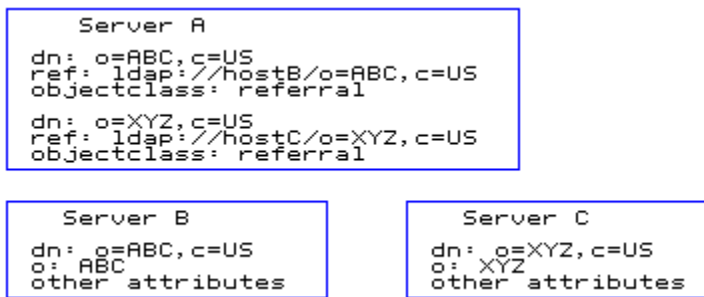 Server A
dn: o=ABC,c=US
ref: ldap://hostB/o=ABC,c=US
objectclass: referral
dn: o=XYZ,c=US
ref: ldap://hostC/o=XYZ,c=US
objectclass: referral
Server B
dn: o=ABC,c=US
o: ABC
other attributes
Server C
dn: o=XYZ,c=US
o: XYZ
other attributes